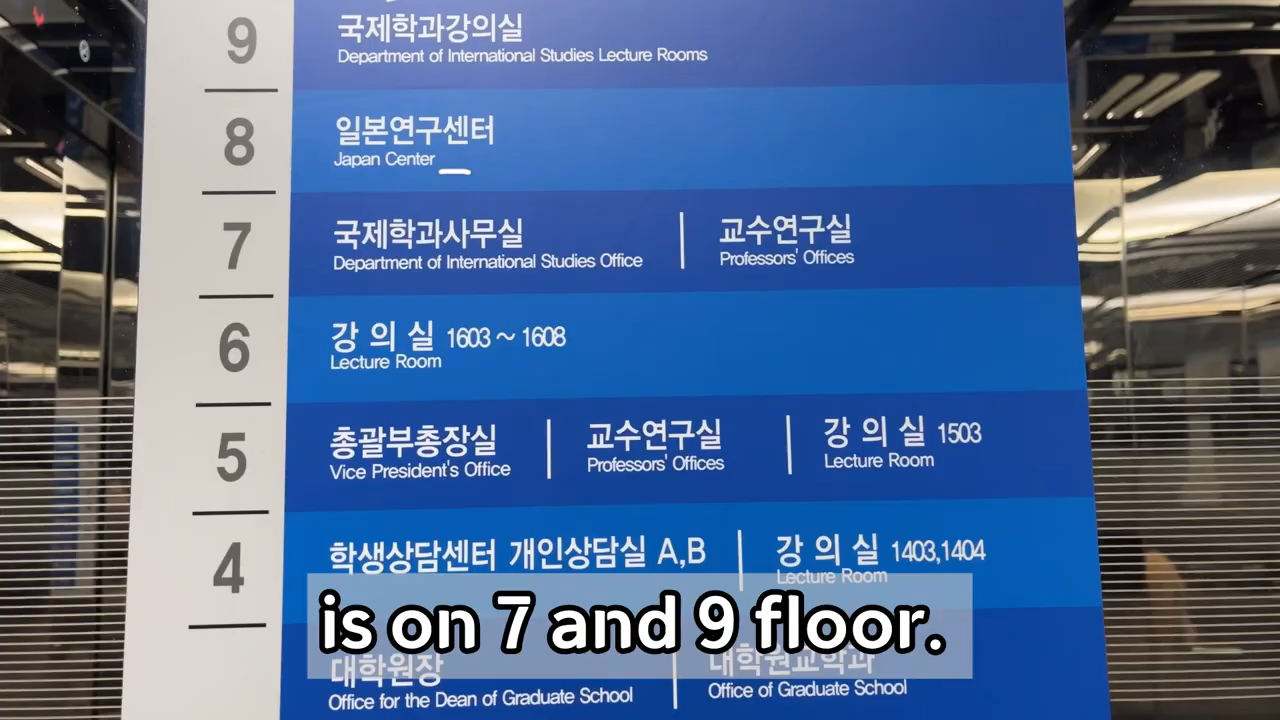 9
국제학과강의실
Department of International Studies Lecture Rooms
8
일본연구센터
Japan Center
7
국제학과사무실
Department of International Studies Office
교수연구실
Professors' Offices
6
강 의 실 1603 ~ 1608
Lecture Room
5
총괄부총장실
Vice President's Office
교수연구실
Professors' Offices
강 의 실 1503
Lecture Room
4
학생상담센터 개인상담실 A,B
강 의 실 1403,1404
Lecture Room
is on 7 and 9 floor.
대학원장
Office for the Dean of Graduate School
대학원교학과
Office of Graduate School